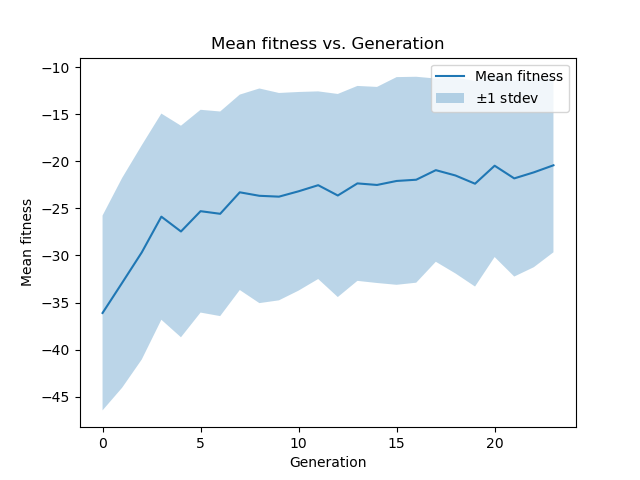 Mean fitness vs. Generation
Mean fitness
±1 stdev
−10
−15
−20
−25
−30
−35
−40
−45
Mean fitness
0 5 10 15 20
Generation